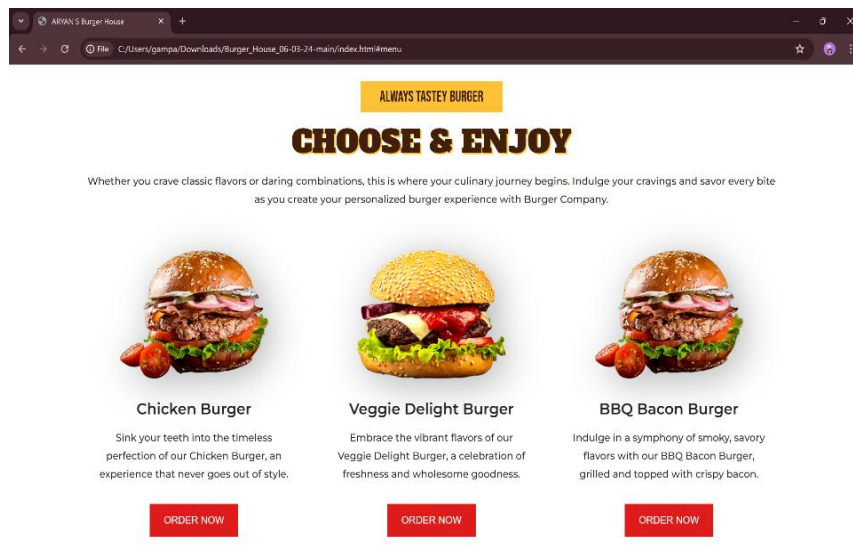 ARYAN S Burger House
File C:/Users/gampa/Downloads/Burger_House_06-03-24-main/index.html#menu
ALWAYS TASTEY BURGER
CHOOSE & ENJOY
Whether you crave classic flavors or daring combinations, this is where your culinary journey begins. Indulge your cravings and savor every bite
as you create your personalized burger experience with Burger Company.
Chicken Burger
Sink your teeth into the timeless
perfection of our Chicken Burger, an
experience that never goes out of style.
ORDER NOW
Veggie Delight Burger
Embrace the vibrant flavors of our
Veggie Delight Burger, a celebration of
freshness and wholesome goodness.
ORDER NOW
BBQ Bacon Burger
Indulge in a symphony of smoky, savory
flavors with our BBQ Bacon Burger,
grilled and topped with crispy bacon.
ORDER NOW